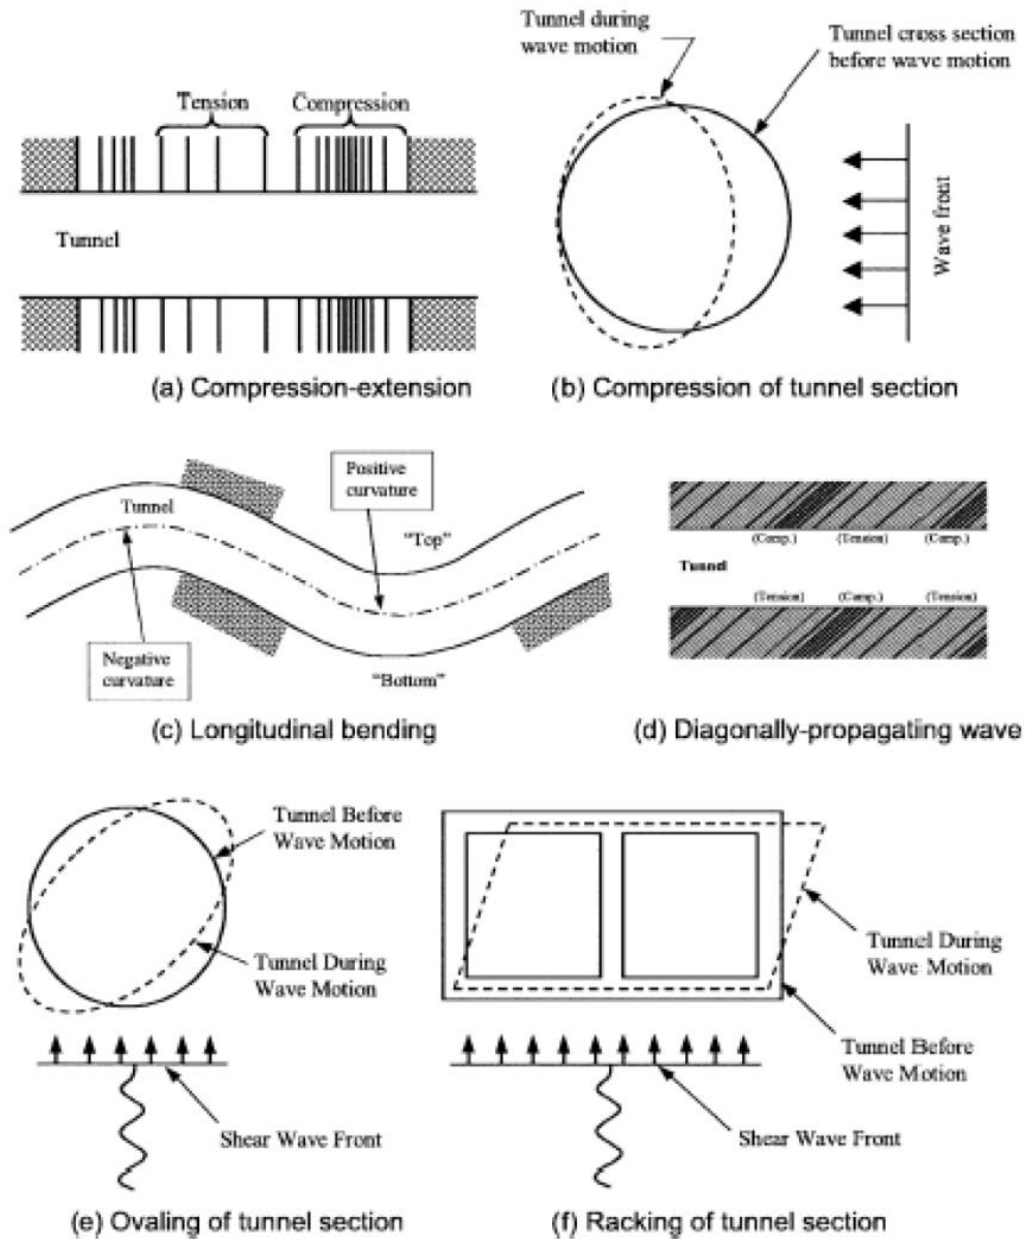 Tunnel during
wave motion
Tunnel cross section
before wave motion
Tension
Compression
Tunnel
Wave front
(a) Compression-extension
(b) Compression of tunnel section
Positive
curvature
Tunnel
"Top"
Negative
curvature
"Bottom"
(Comp.)
(Tension)
(Comp.)
Tunnel
(Tension)
(Comp.)
(Tension)
(c) Longitudinal bending
(d) Diagonally-propagating wave
Tunnel Before
Wave Motion
Tunnel During
Wave Motion
Shear Wave Front
Tunnel During
Wave Motion
Tunnel Before
Wave Motion
Shear Wave Front
(e) Ovaling of tunnel section
(f) Racking of tunnel section